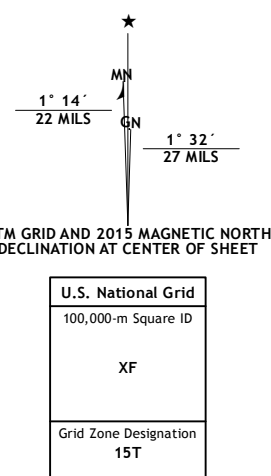 ★
MN
GN
1° 14´
22 MILS
1° 32´
27 MILS
TM GRID AND 2015 MAGNETIC NORTH
DECLINATION AT CENTER OF SHEET
U.S. National Grid
100,000-m Square ID
XF
Grid Zone Designation
15T